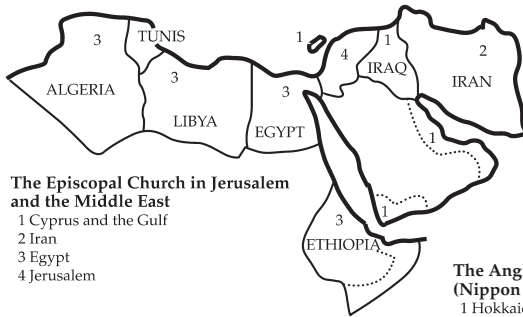 3
TUNIS
1
4
1
2
ALGERIA
3
IRAQ
IRAN
LIBYA
3
EGYPT
1
The Episcopal Church in Jerusalem
and the Middle East
1 Cyprus and the Gulf
2 Iran
3 Egypt
4 Jerusalem
1
3
ETHIOPIA
The Ang
(Nippon
1 Hokkai